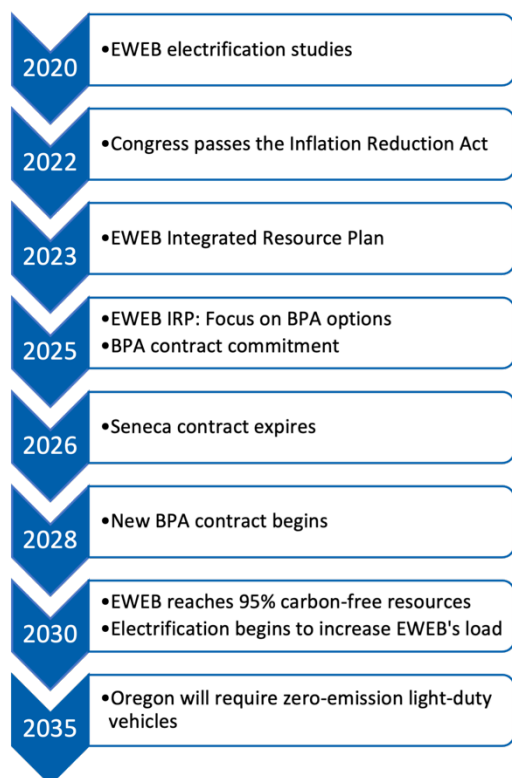 2020
•EWEB electrification studies
2022
•Congress passes the Inflation Reduction Act
2023
•EWEB Integrated Resource Plan
2025
•EWEB IRP: Focus on BPA options
•BPA contract commitment
2026
•Seneca contract expires
2028
•New BPA contract begins
2030
•EWEB reaches 95% carbon-free resources
•Electrification begins to increase EWEB's load
2035
•Oregon will require zero-emission light-duty
vehicles